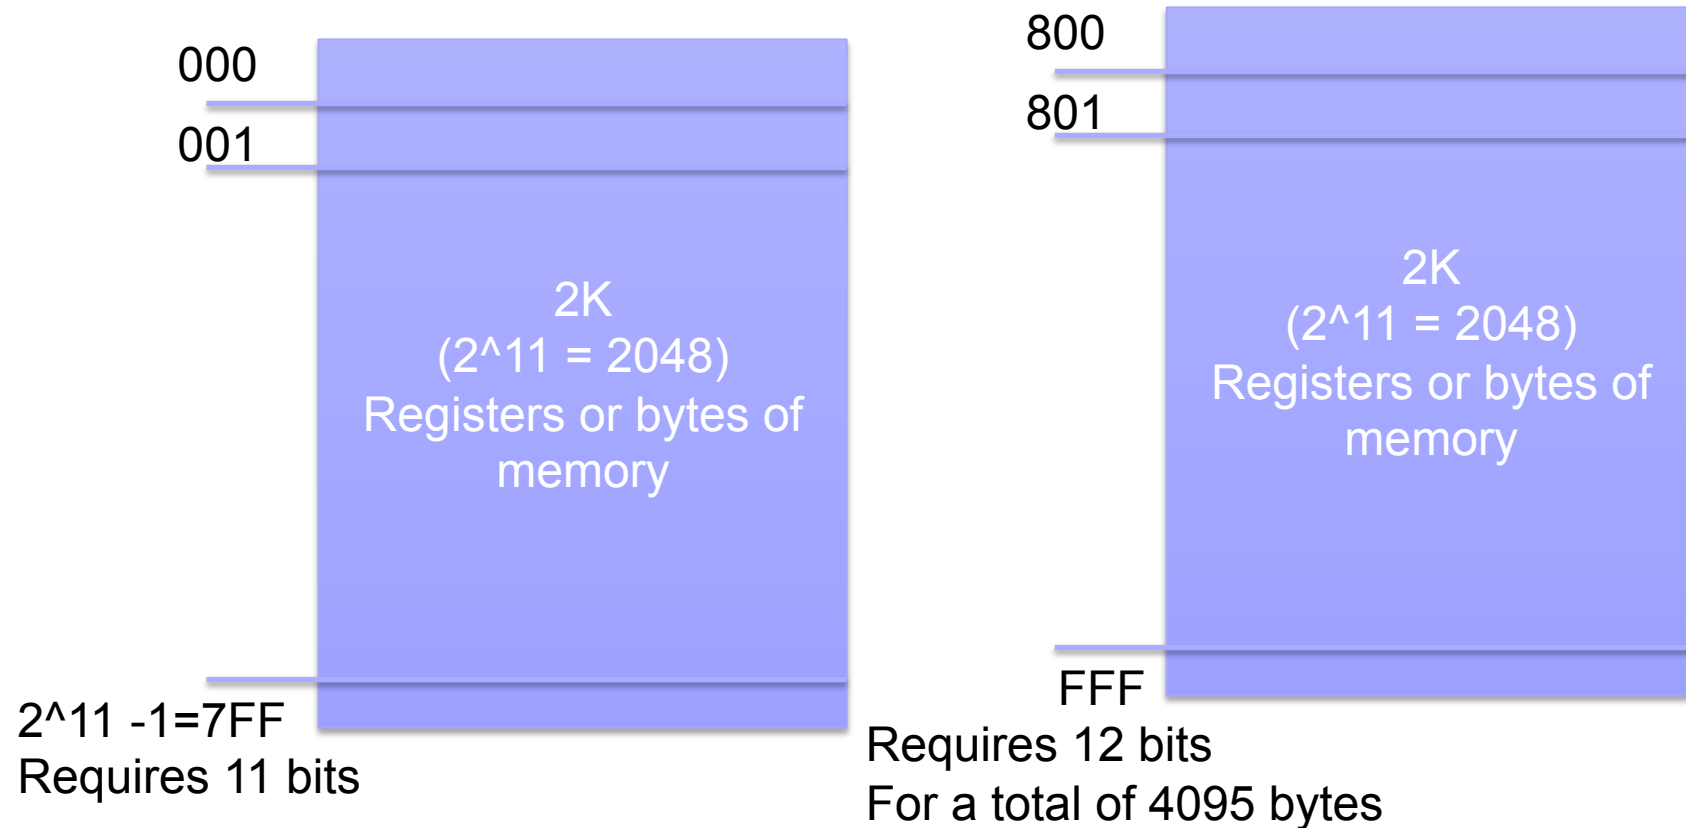 000
001
2K
(2^11 = 2048)
Registers or bytes of
memory
2^11 -1=7FF
Requires 11 bits
800
801
2K
(2^11 = 2048)
Registers or bytes of
memory
FFF
Requires 12 bits
For a total of 4095 bytes